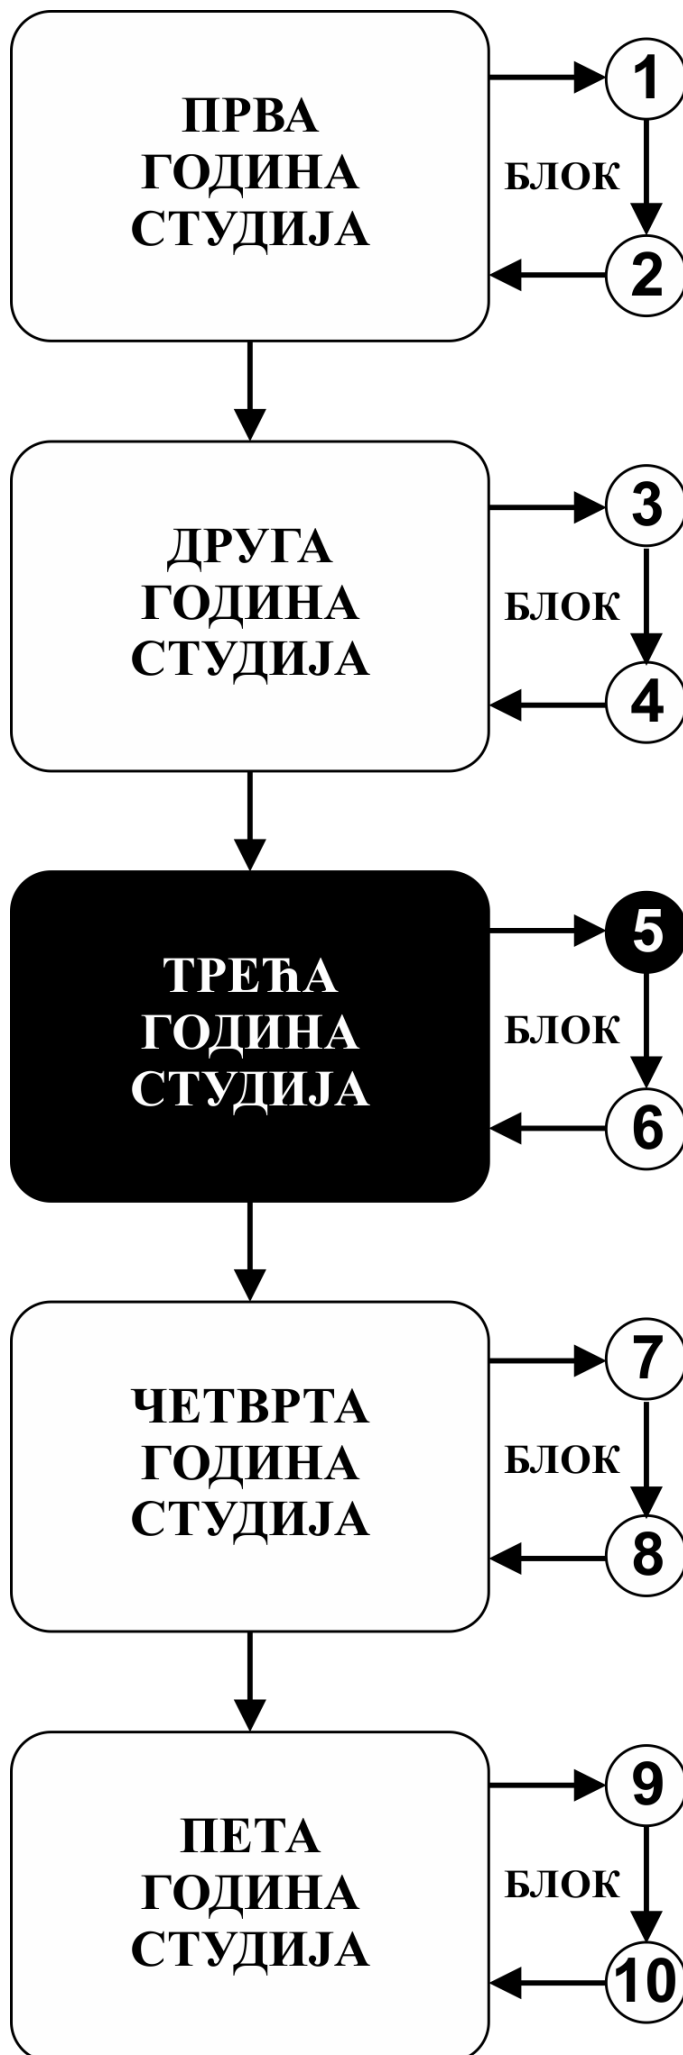 ПРВА
ГОДИНА
СТУДИЈА
1
БЛОК
2
ДРУГА
ГОДИНА
СТУДИЈА
3
БЛОК
4
ТРЕЋА
ГОДИНА
СТУДИЈА
5
БЛОК
6
ЧЕТВРТА
ГОДИНА
СТУДИЈА
7
БЛОК
8
ПЕТА
ГОДИНА
СТУДИЈА
9
БЛОК
10